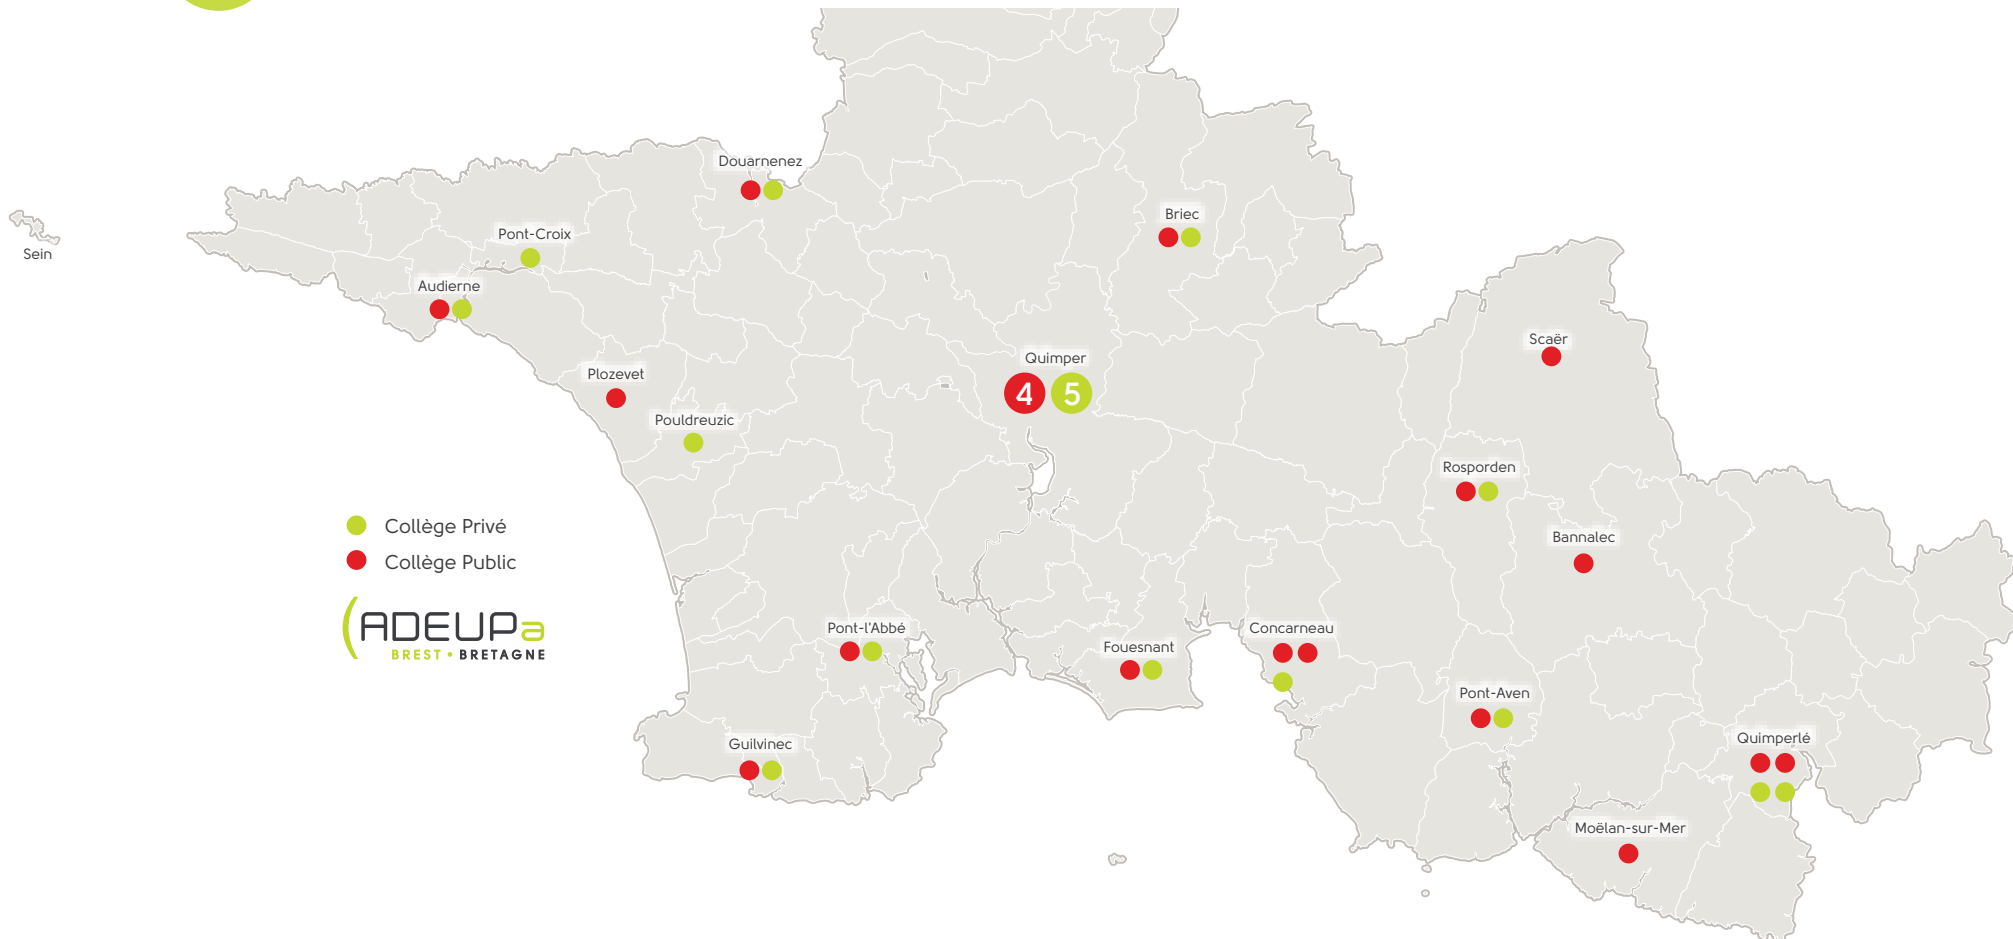 Douarnenez
Briec
Pont-Croix
Sein
Audierne
Scaër
Quimper
4 5
Plozevet
Pouldreuzic
Rosporden
Collège Privé
Bannalec
Collège Public
(ADEUPa
BREST • BRETAGNE
Pont-l'Abbé
Concarneau
Fouesnant
Pont-Aven
Quimperlé
Guilvinec
Moëlan-sur-Mer